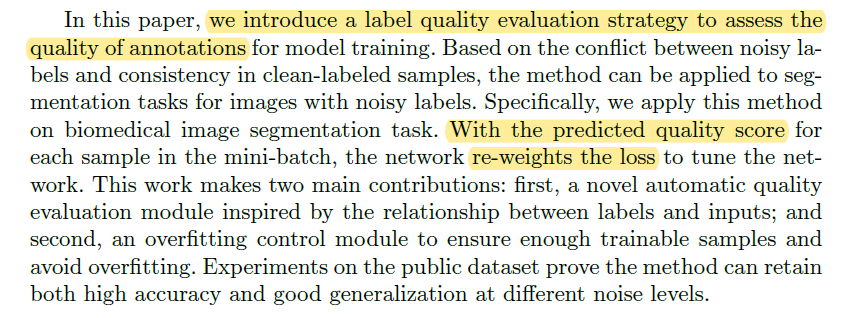 In this paper, we introduce a label quality evaluation strategy to assess the
quality of annotations for model training. Based on the conflict between noisy la-
bels and consistency in clean-labeled samples, the method can be applied to seg-
mentation tasks for images with noisy labels. Specifically, we apply this method
on biomedical image segmentation task. With the predicted quality score for
each sample in the mini-batch, the network re-weights the loss to tune the net-
work. This work makes two main contributions: first, a novel automatic quality
evaluation module inspired by the relationship between labels and inputs; and
second, an overfitting control module to ensure enough trainable samples and
avoid overfitting. Experiments on the public dataset prove the method can retain
both high accuracy and good generalization at different noise levels.